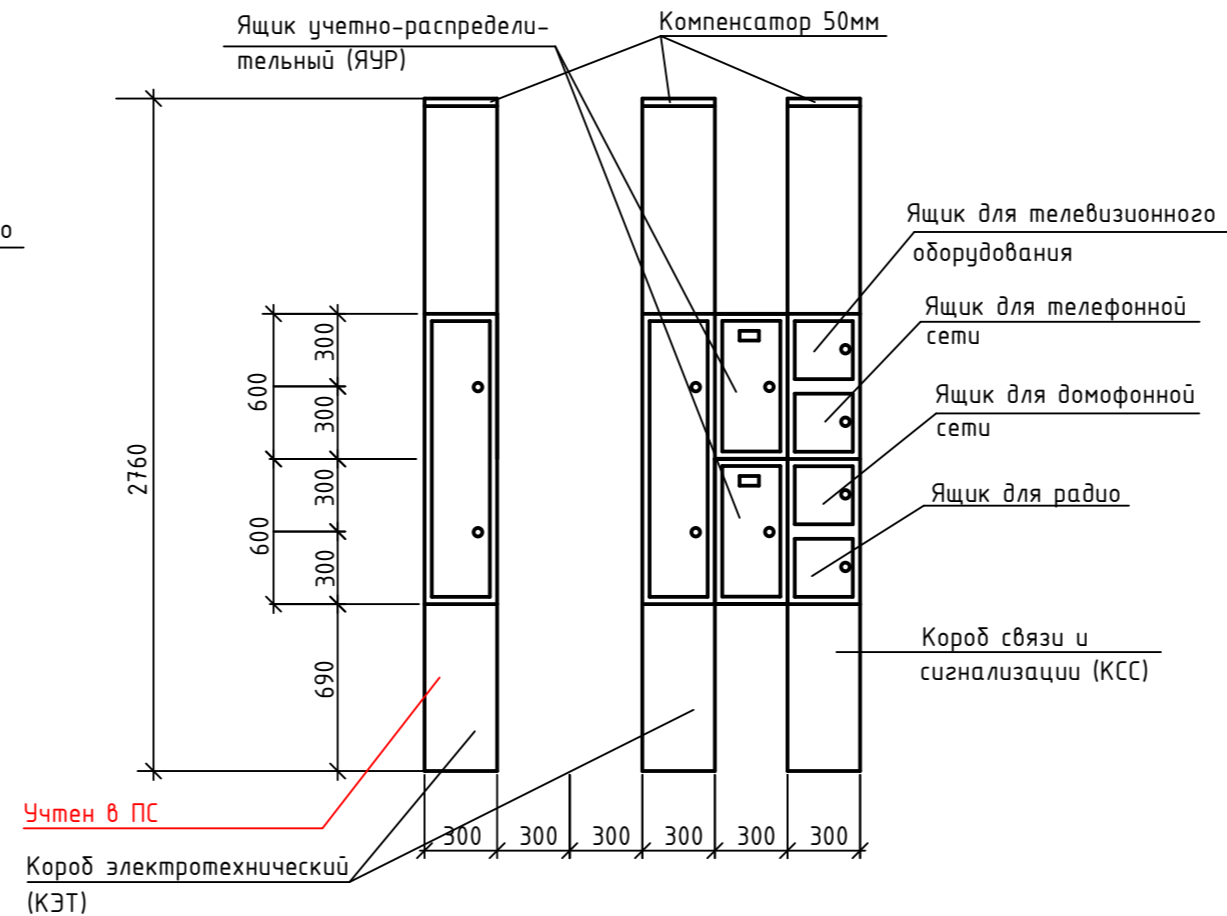 Ящик учетно-распредели-
тельный (ЯУР)
Компенсатор 50мм
о
Ящик для телевизионного
оборудования
Ящик для телефонной
сети
Ящик для домофонной
сети
Ящик для радио
Короб связи и
сигнализации (КСС)
2760
600
600
300
300
300
300
690
Учтен в ПС
Короб электротехнический
(КЭТ)
300 300 300 300 300 300